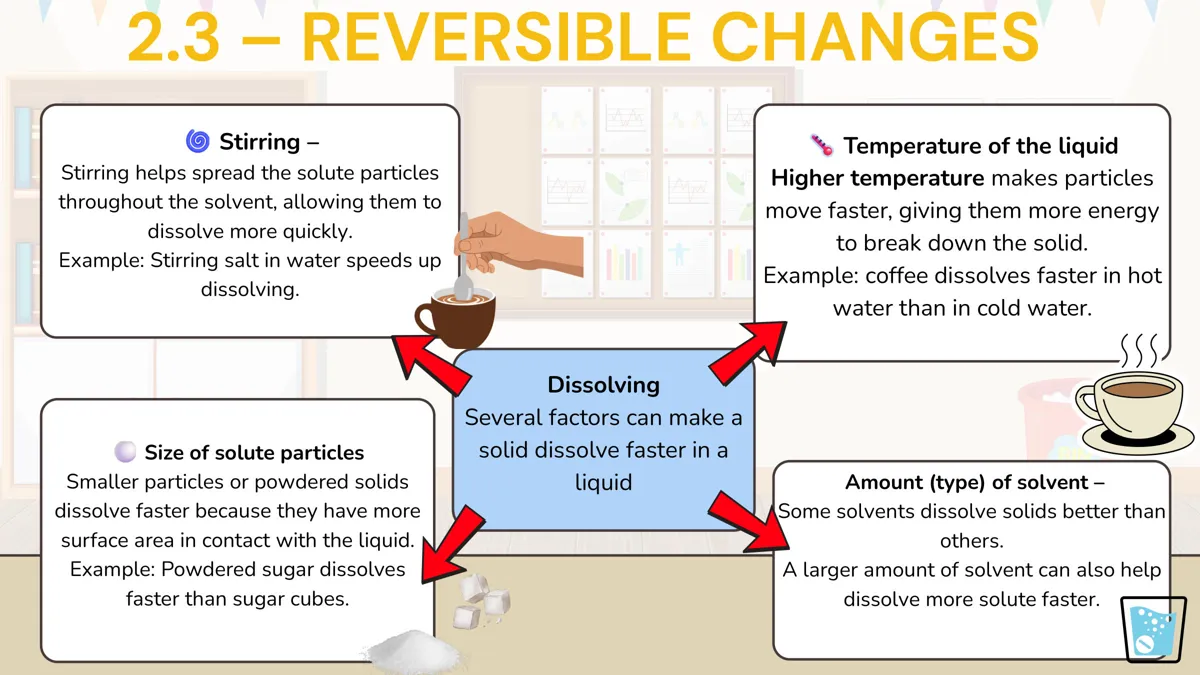 2.3 – REVERSIBLE CHANGES
Stirring –
Stirring helps spread the solute particles
throughout the solvent, allowing them to
dissolve more quickly.
Example: Stirring salt in water speeds up
dissolving.
Temperature of the liquid
Higher temperature makes particles
move faster, giving them more energy
to break down the solid.
Example: coffee dissolves faster in hot
water than in cold water.
Dissolving
Several factors can make a
solid dissolve faster in a
liquid
Size of solute particles
Smaller particles or powdered solids
dissolve faster because they have more
surface area in contact with the liquid.
Example: Powdered sugar dissolves
faster than sugar cubes.
Amount (type) of solvent –
Some solvents dissolve solids better than
others.
A larger amount of solvent can also help
dissolve more solute faster.